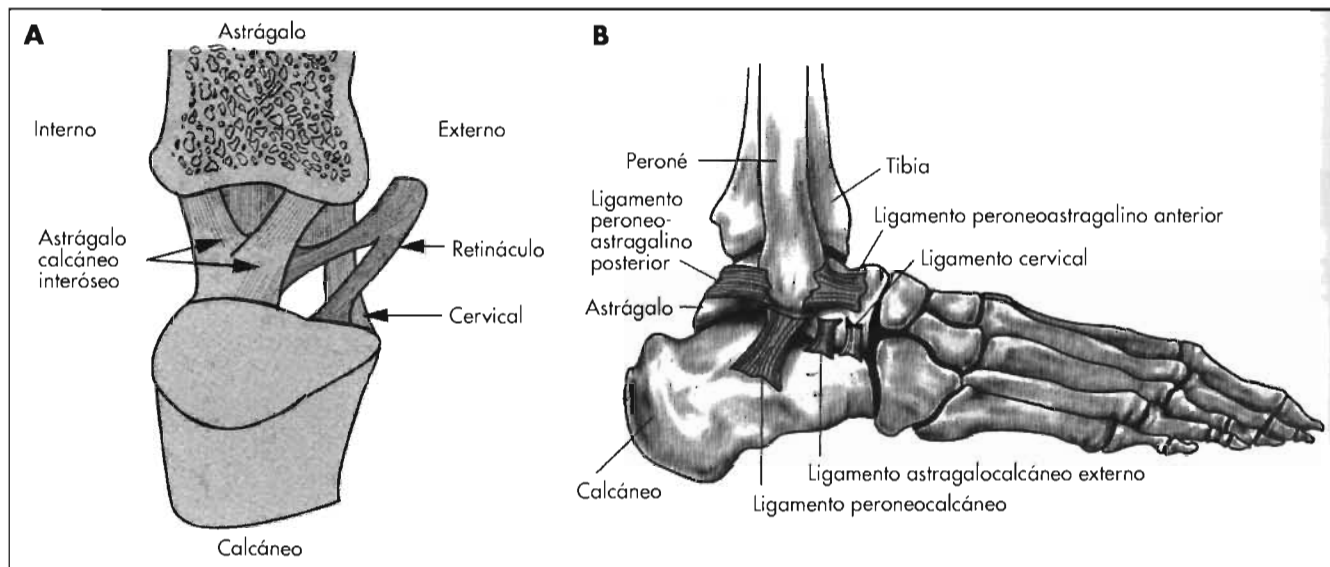 A
Astrágalo
Interno
Externo
Astrágalo
calcáneo
interóseo
Retináculo
Cervical
Calcáneo
B
Peroné
Tibia
Ligamento
peroneo-
astragalino
posterior
Ligamento peroneoastragalino anterior
Ligamento cervical
Astrágalo
Calcáneo
Ligamento astragalocalcáneo externo
Ligamento peroneocalcáneo